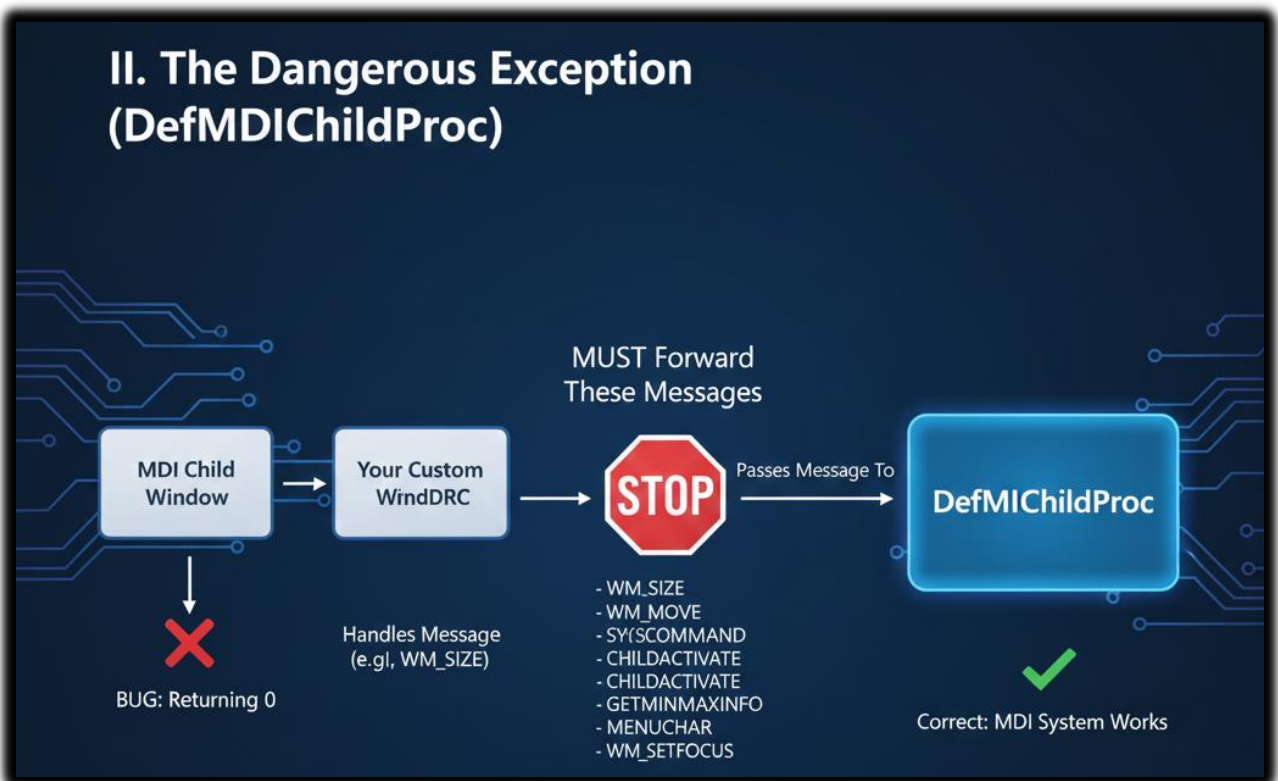 II. The Dangerous Exception
(DefMDIChildProc)
MUST Forward
These Messages
MDI Child
Window
Your Custom
WrndDRC
STOP
Passes Message To
DefMIChildProc
BUG: Returning 0
Handles Message
(e.gl, WM_SIZE)
- WM_SIZE
- WM_MOVE
- SY(SCOMMAND
- CHILDACTIVATE
- CHILDACTIVATE
- GETMINMAXINFO
- MENUCHAR
- WM_SETFOCUS
Correct: MDI System Works